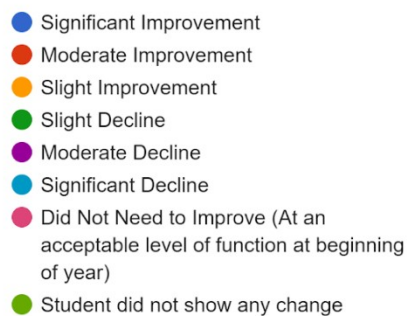 Significant Improvement
Moderate Improvement
Slight Improvement
Slight Decline
Moderate Decline
Significant Decline
Did Not Need to Improve (At an
acceptable level of function at beginning
of year)
Student did not show any change